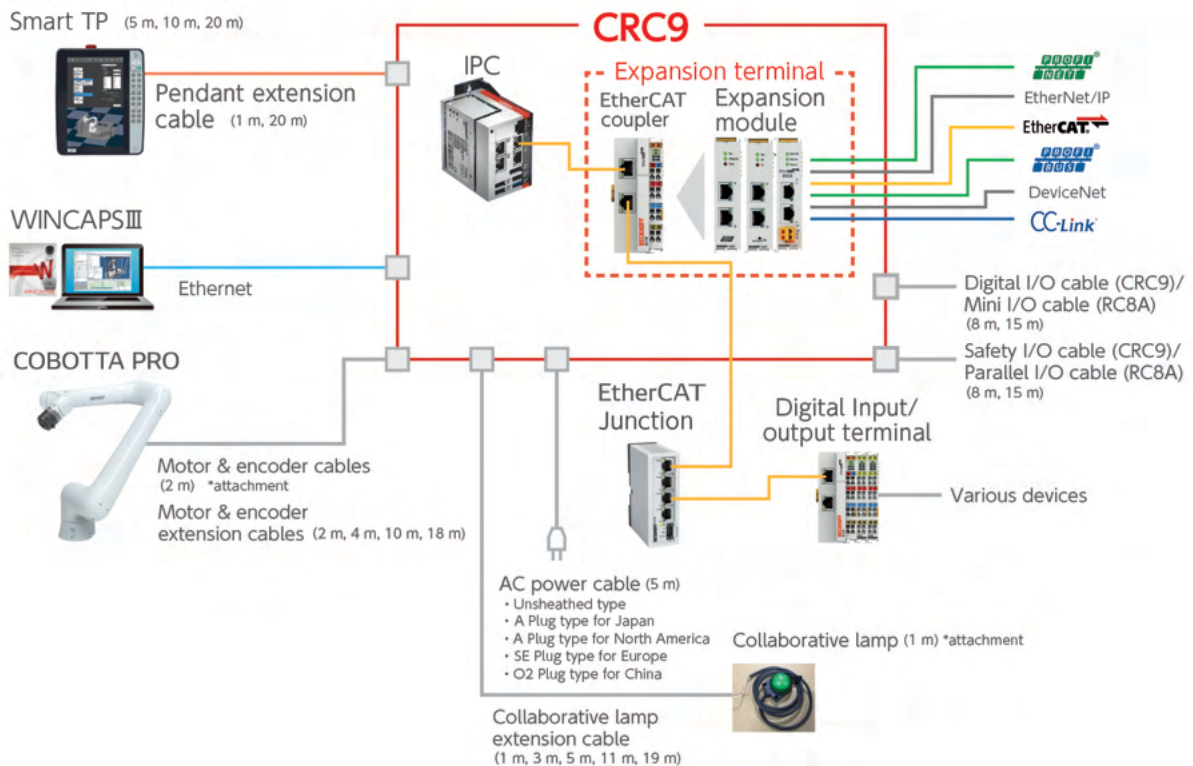 Smart TP (5 m, 10 m, 20 m)
CRC9
Pendant extension
cable (1 m, 20 m)
IPC
Expansion terminal
EtherCAT
coupler
Expansion
module
PROFI
NET®
EtherNet/IP
EtherCAT®
PROFI
BUS®
DeviceNet
CC-Link
WINCAPSⅢ
Ethernet
Digital I/O cable (CRC9)/
Mini I/O cable (RC8A)
(8 m, 15 m)
Safety I/O cable (CRC9)/
Parallel I/O cable (RC8A)
(8 m, 15 m)
COBOTTA PRO
Motor & encoder cables
(2 m) *attachment
Motor & encoder
extension cables (2 m, 4 m, 10 m, 18 m)
EtherCAT
Junction
Digital Input/
output terminal
Various devices
AC power cable (5 m)
・Unsheathed type
・A Plug type for Japan
・A Plug type for North America
・SE Plug type for Europe
・O2 Plug type for China
Collaborative lamp (1 m) *attachment
Collaborative lamp
extension cable
(1 m, 3 m, 5 m, 11 m, 19 m)
BECKHOFF